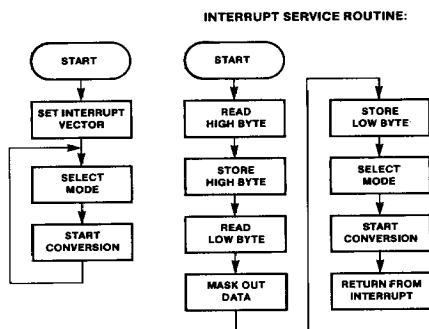 INTERRUPT SERVICE ROUTINE:
START
SET INTERRUPT
VECTOR
SELECT
MODE
START
CONVERSION
START
READ
HIGH BYTE
STORE
HIGH BYTE
READ
LOW BYTE
MASK OUT
DATA
STORE
LOW BYTE
SELECT
MODE
START
CONVERSION
RETURN FROM
INTERRUPT